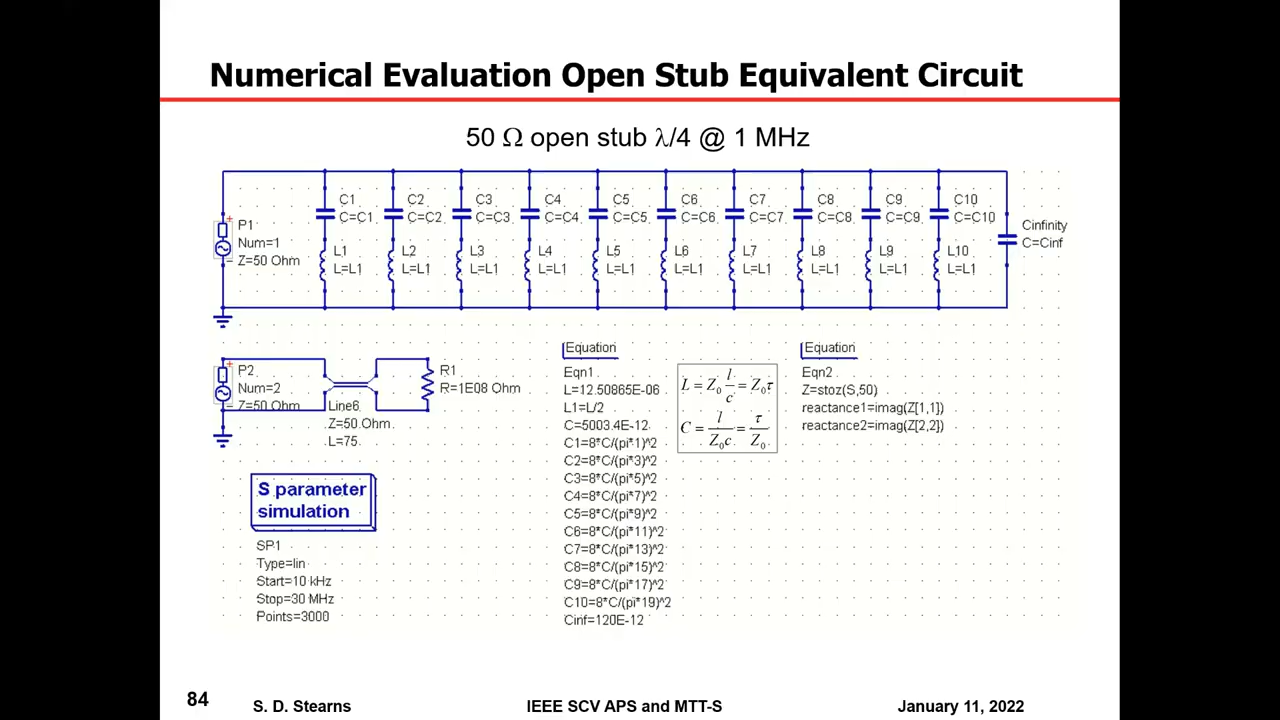 Numerical Evaluation Open Stub Equivalent Circuit
50 Ω open stub λ/4 @ 1 MHz
C1
C=C1
C2
C=C2
C3
C=C3
C4
C=C4
C5
C=C5
C6
C=C6
C7
C=C7
C8
C=C8
C9
C=C9
C10
C=C10
Cinfinity
C=Cinf
P1
Num=1
Z=50 Ohm
L1
L=L1
L2
L=L1
L3
L=L1
L4
L=L1
L5
L=L1
L6
L=L1
L7
L=L1
L8
L=L1
L9
L=L1
L10
L=L1
P2
Num=2
Z=50 Ohm
Line6
Z=50 Ohm
L=75
R1
R=1E08 Ohm
S parameter
simulation
SP1
Type=lin
Start=10 kHz
Stop=30 MHz
Points=3000
Equation
Eqn1
L=12.50865E-06
L1=L/2
C=5003.4E-12
C1=8*C/(pi*1)^2
C2=8*C/(pi*3)^2
C3=8*C/(pi*5)^2
C4=8*C/(pi*7)^2
C5=8*C/(pi*9)^2
C6=8*C/(pi*11)^2
C7=8*C/(pi*13)^2
C8=8*C/(pi*15)^2
C9=8*C/(pi*17)^2
C10=8*C/(pi*19)^2
Cinf=120E-12
L = Z₀ l/c = Z₀τ
C = l/(Z₀c) = τ/Z₀
Equation
Eqn2
Z=stoz(S,50)
reactance1=imag(Z[1,1])
reactance2=imag(Z[2,2])
84
S. D. Stearns
IEEE SCV APS and MTT-S
January 11, 2022